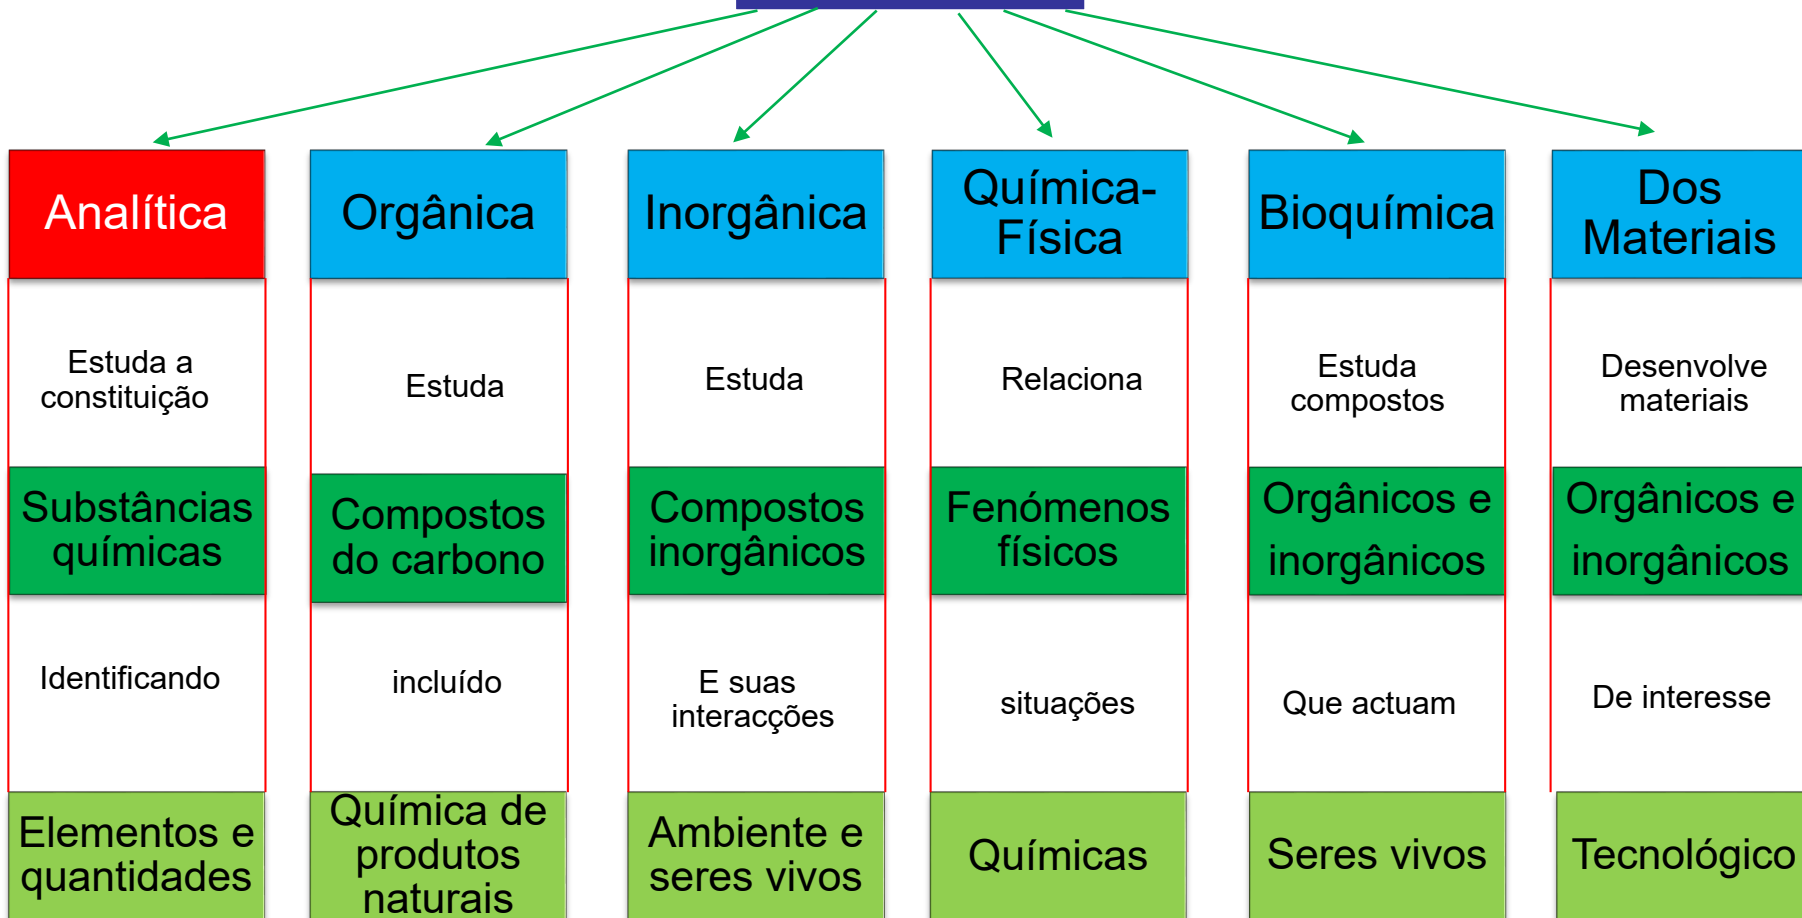 Analítica
Orgânica
Inorgânica
Química-
Física
Bioquímica
Dos
Materiais
Estuda a
constituição
Estuda
Estuda
Relaciona
Estuda
compostos
Desenvolve
materiais
Substâncias
químicas
Compostos
do carbono
Compostos
inorgânicos
Fenómenos
físicos
Orgânicos e
inorgânicos
Orgânicos e
inorgânicos
Identificando
incluído
E suas
interacções
situações
Que actuam
De interesse
Elementos e
quantidades
Química de
produtos
naturais
Ambiente e
seres vivos
Químicas
Seres vivos
Tecnológico